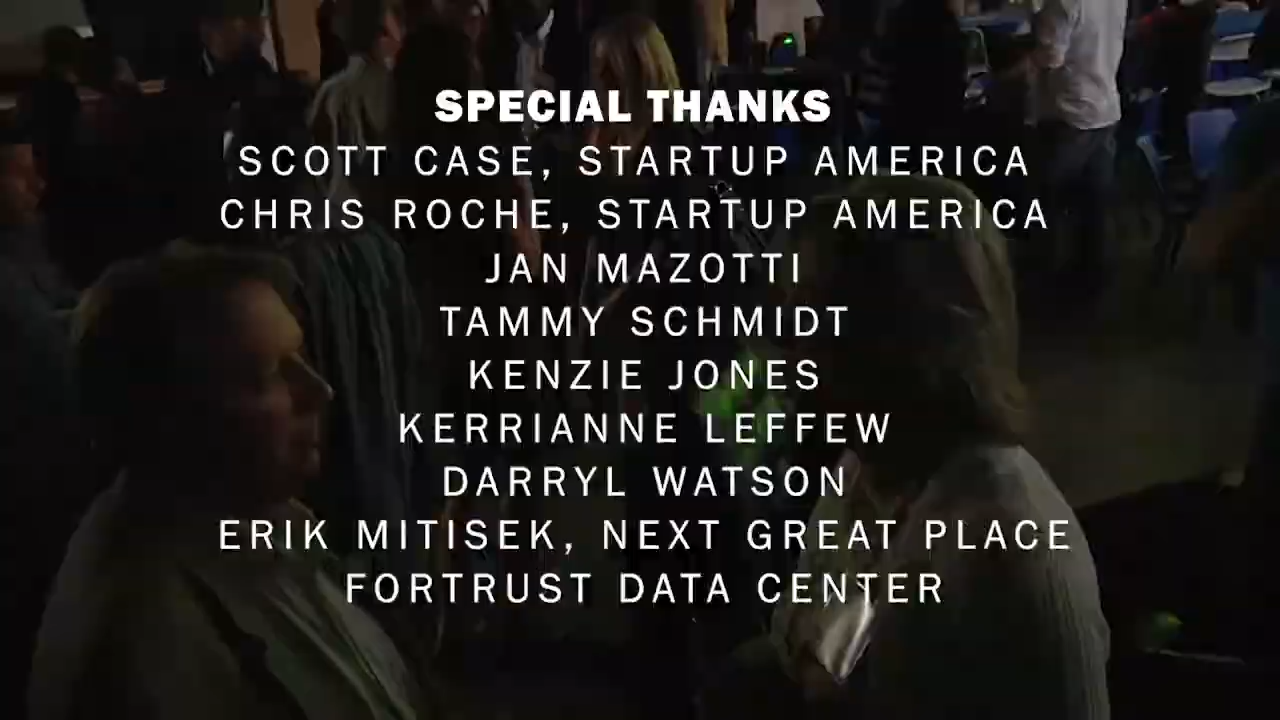 SPECIAL THANKS
SCOTT CASE, STARTUP AMERICA
CHRIS ROCHE, STARTUP AMERICA
JAN MAZOTTI
TAMMY SCHMIDT
KENZIE JONES
KERRIANNE LEFFEW
DARRYL WATSON
ERIK MITISEK, NEXT GREAT PLACE
FORTRUST DATA CENTER